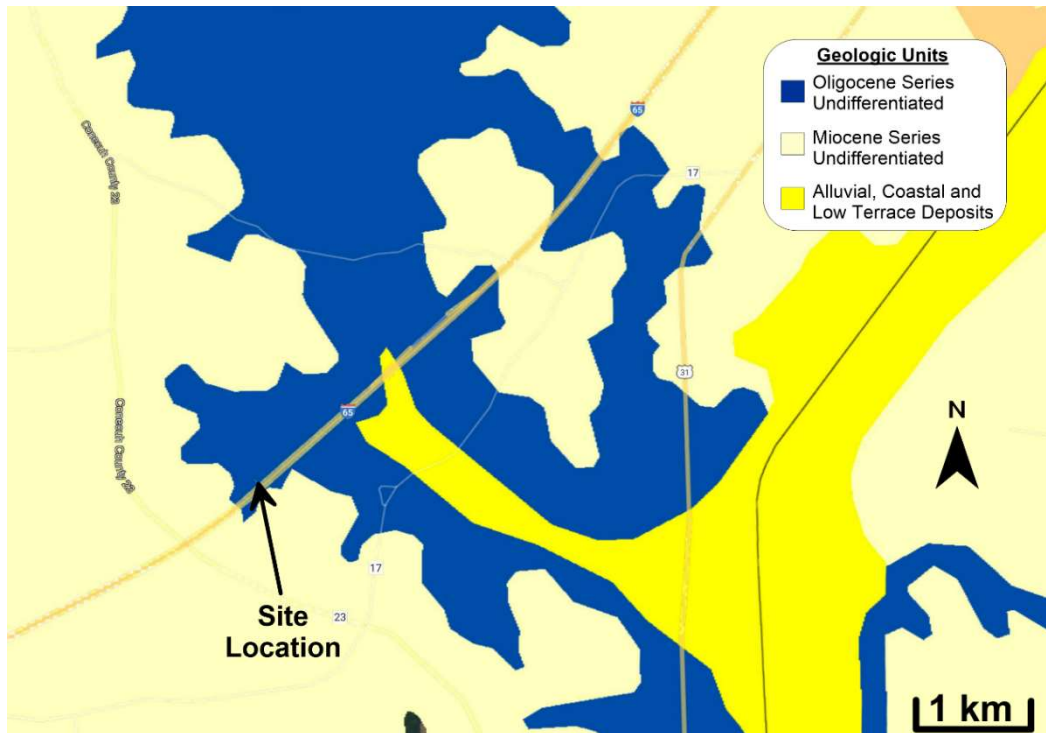 Geologic Units
Oligocene Series
Undifferentiated
Miocene Series
Undifferentiated
Alluvial, Coastal and
Low Terrace Deposits
65
17
Conecuh County 22
31
65
N
Conecuh County 22
17
23
Site
Location
1 km